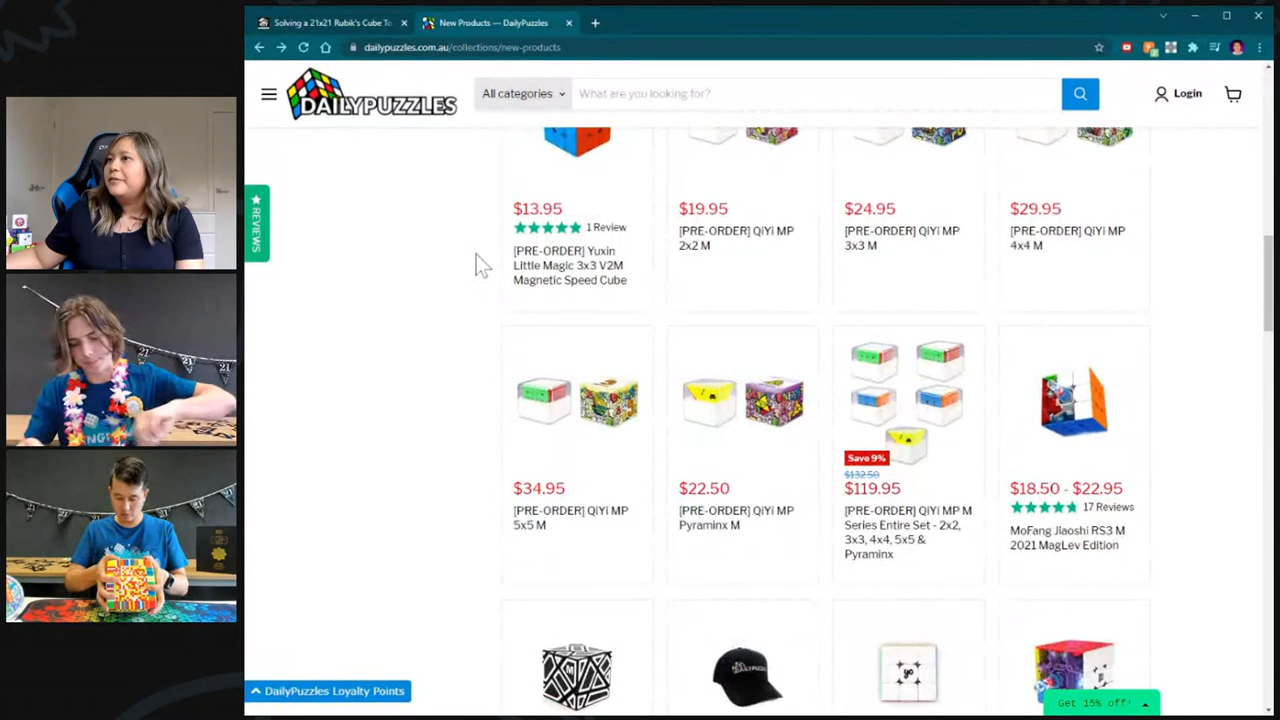 Solving a 21x21 Rubik's Cube To
New Products — DailyPuzzles
dailypuzzles.com.au/collections/new-products
DAILYPUZZLES
All categories
What are you looking for?
Login
REVIEWS
$13.95
1 Review
[PRE-ORDER] Yuxin
Little Magic 3x3 V2M
Magnetic Speed Cube
$19.95
[PRE-ORDER] QiYi MP
2x2 M
$24.95
[PRE-ORDER] QiYi MP
3x3 M
$29.95
[PRE-ORDER] QiYi MP
4x4 M
$34.95
[PRE-ORDER] QiYi MP
5x5 M
$22.50
[PRE-ORDER] QiYi MP
Pyraminx M
Save 9%
$132.50
$119.95
[PRE-ORDER] QiYi MP M
Series Entire Set - 2x2,
3x3, 4x4, 5x5 &
Pyraminx
$18.50 - $22.95
17 Reviews
MoFang Jiaoshi RS3 M
2021 MagLev Edition
DAILYPUZZLES
yo
DailyPuzzles Loyalty Points
Get 15% off!
21
21
21